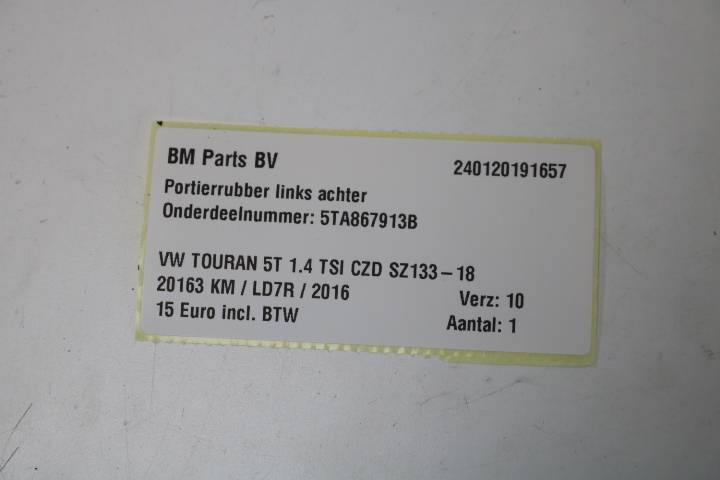 BM Parts BV 240120191657
Portierrubber links achter
Onderdeelnummer: 5TA867913B
VW TOURAN 5T 1.4 TSI CZD SZ133-18
20163 KM / LD7R / 2016 Verz: 10
15 Euro incl. BTW Aantal: 1